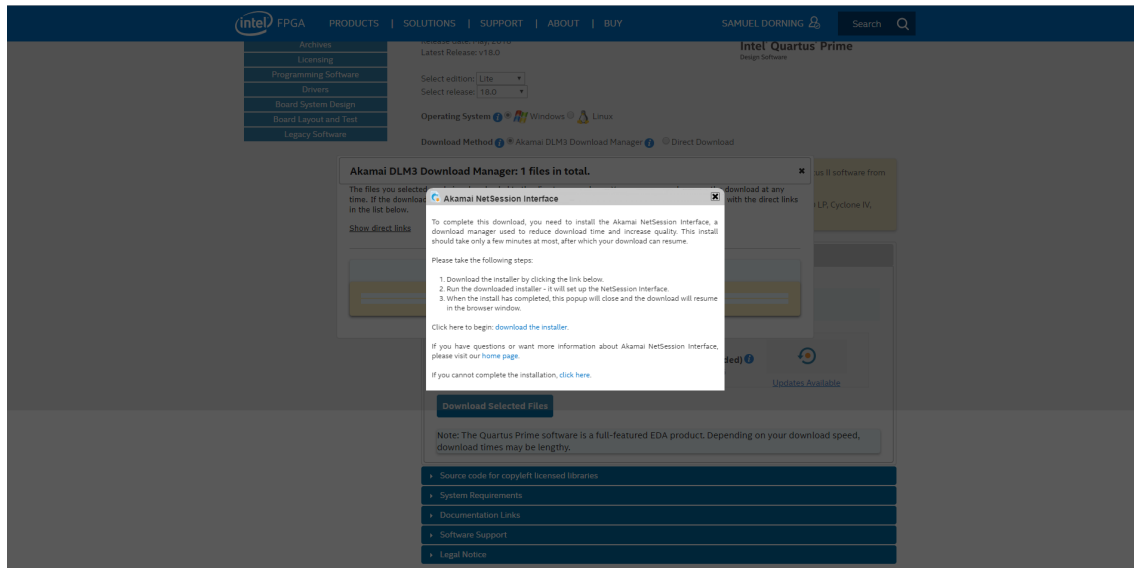 intel FPGA PRODUCTS | SOLUTIONS | SUPPORT | ABOUT | BUY SAMUEL DORNING Search
Archives
Licensing
Programming Software
Drivers
Board System Design
Board Layout and Test
Legacy Software
Release Date: May, 2018
Latest Release: v18.0
Intel Quartus Prime
Design Software
Select edition: Lite
Select release: 18.0
Operating System Windows Linux
Download Method Akamai DLM3 Download Manager Direct Download
Akamai DLM3 Download Manager: 1 files in total.
us II software from
The files you selected
download at any
time. If the download
with the direct links
in the list below.
LP, Cyclone IV,
Show direct links
Akamai NetSession Interface
To complete this download, you need to install the Akamai NetSession Interface, a
download manager used to reduce download time and increase quality. This install
should take only a few minutes at most, after which your download can resume.
Please take the following steps:
1. Download the installer by clicking the link below.
2. Run the downloaded installer - it will set up the NetSession Interface.
3. When the install has completed, this popup will close and the download will resume
in the browser window.
Click here to begin: download the installer.
If you have questions or want more information about Akamai NetSession Interface,
please visit our home page.
If you cannot complete the installation, click here.
ded)
Updates Available
Download Selected Files
Note: The Quartus Prime software is a full-featured EDA product. Depending on your download speed,
download times may be lengthy.
Source code for copyleft licensed libraries
System Requirements
Documentation Links
Software Support
Legal Notice